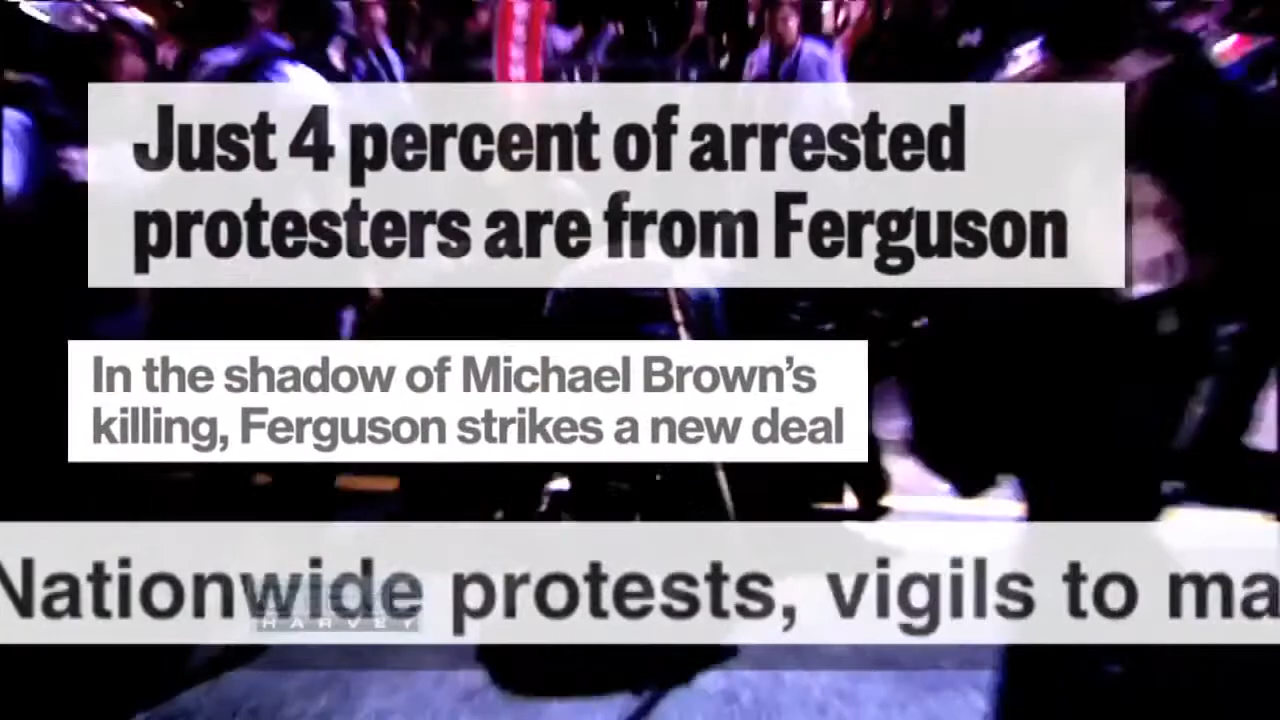 Just 4 percent of arrested
protesters are from Ferguson
In the shadow of Michael Brown's
killing, Ferguson strikes a new deal
Nationwide protests, vigils to ma
HARVEY